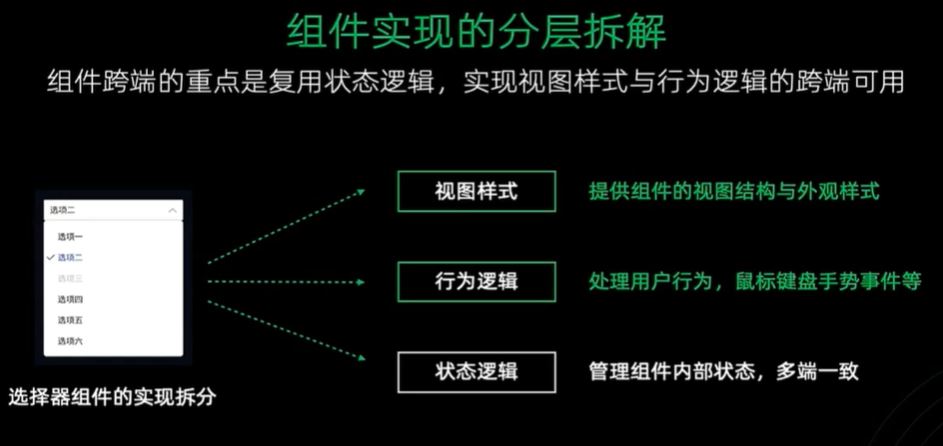 组件实现的分层拆解
组件跨端的重点是复用状态逻辑，实现视图样式与行为逻辑的跨端可用
选项二
选项一
选项二
选项三
选项四
选项五
选项六
选择器组件的实现拆分
视图样式
提供组件的视图结构与外观样式
行为逻辑
处理用户行为，鼠标键盘手势事件等
状态逻辑
管理组件内部状态，多端一致